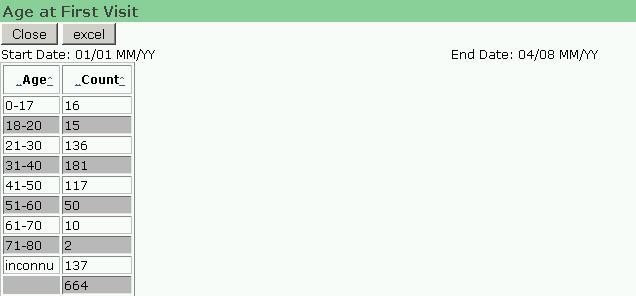 Age at First Visit
Close excel
Start Date: 01/01 MM/YY End Date: 04/08 MM/YY
Age Count
0-17 16
18-20 15
21-30 136
31-40 181
41-50 117
51-60 50
61-70 10
71-80 2
inconnu 137
664